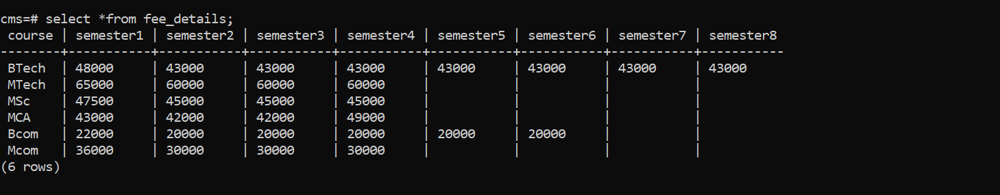 cms=# select *from fee_details;
 course | semester1 | semester2 | semester3 | semester4 | semester5 | semester6 | semester7 | semester8
--------+-----------+-----------+-----------+-----------+-----------+-----------+-----------+-----------
 BTech  | 48000     | 43000     | 43000     | 43000     | 43000     | 43000     | 43000     | 43000
 MTech  | 65000     | 60000     | 60000     | 60000     |           |           |           |
 MSc    | 47500     | 45000     | 45000     | 45000     |           |           |           |
 MCA    | 43000     | 42000     | 42000     | 49000     |           |           |           |
 Bcom   | 22000     | 20000     | 20000     | 20000     | 20000     | 20000     |           |
 Mcom   | 36000     | 30000     | 30000     | 30000     |           |           |           |
(6 rows)